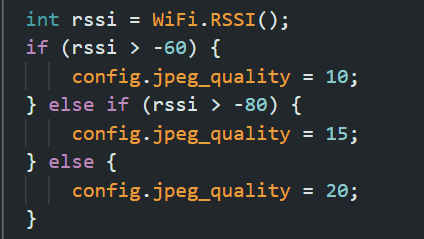 int rssi = WiFi.RSSI();
if (rssi > -60) {
    config.jpeg_quality = 10;
} else if (rssi > -80) {
    config.jpeg_quality = 15;
} else {
    config.jpeg_quality = 20;
}